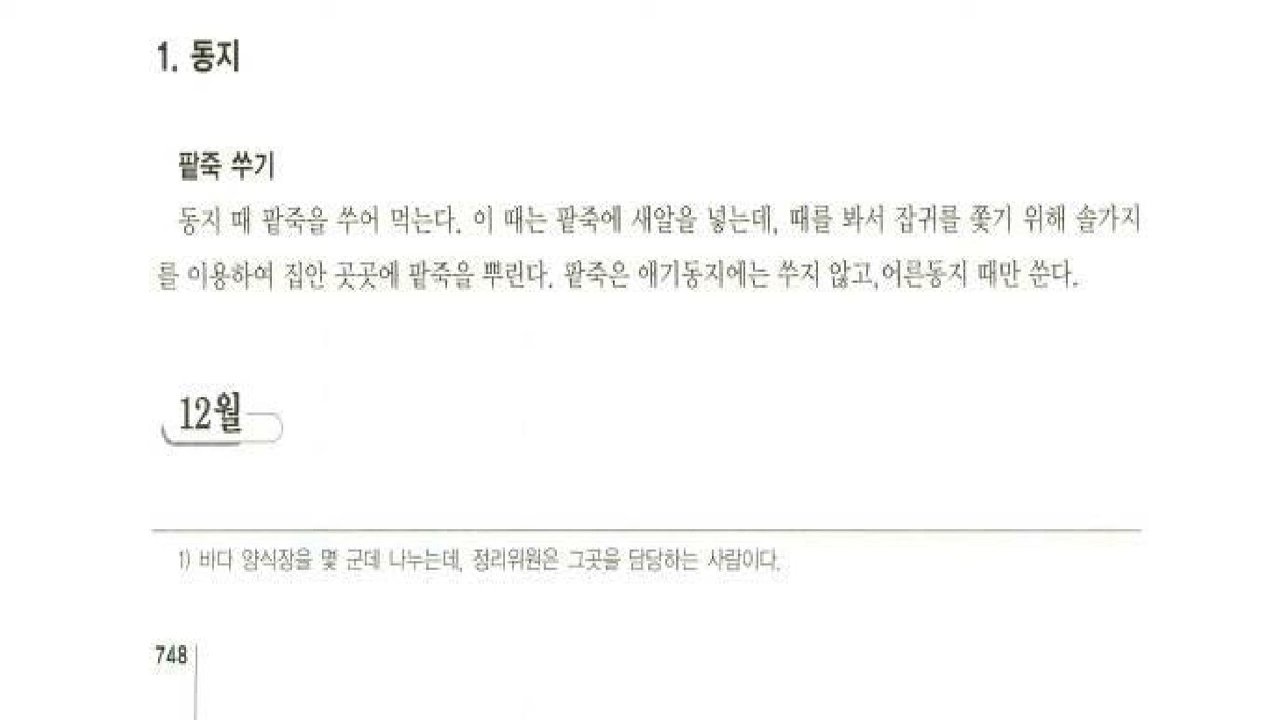 1. 동지
팥죽 쑤기
동지 때 팥죽을 쑤어 먹는다. 이 때는 팥죽에 새알을 넣는데, 때를 봐서 잡귀를 쫓기 위해 솔가지
를 이용하여 집안 곳곳에 팥죽을 뿌린다. 팥죽은 애기동지에는 쑤지 않고,어른동지 때만 쑨다.
12월
1) 바다 양식장을 몇 군데 나누는데, 정리위원은 그곳을 담당하는 사람이다.
748